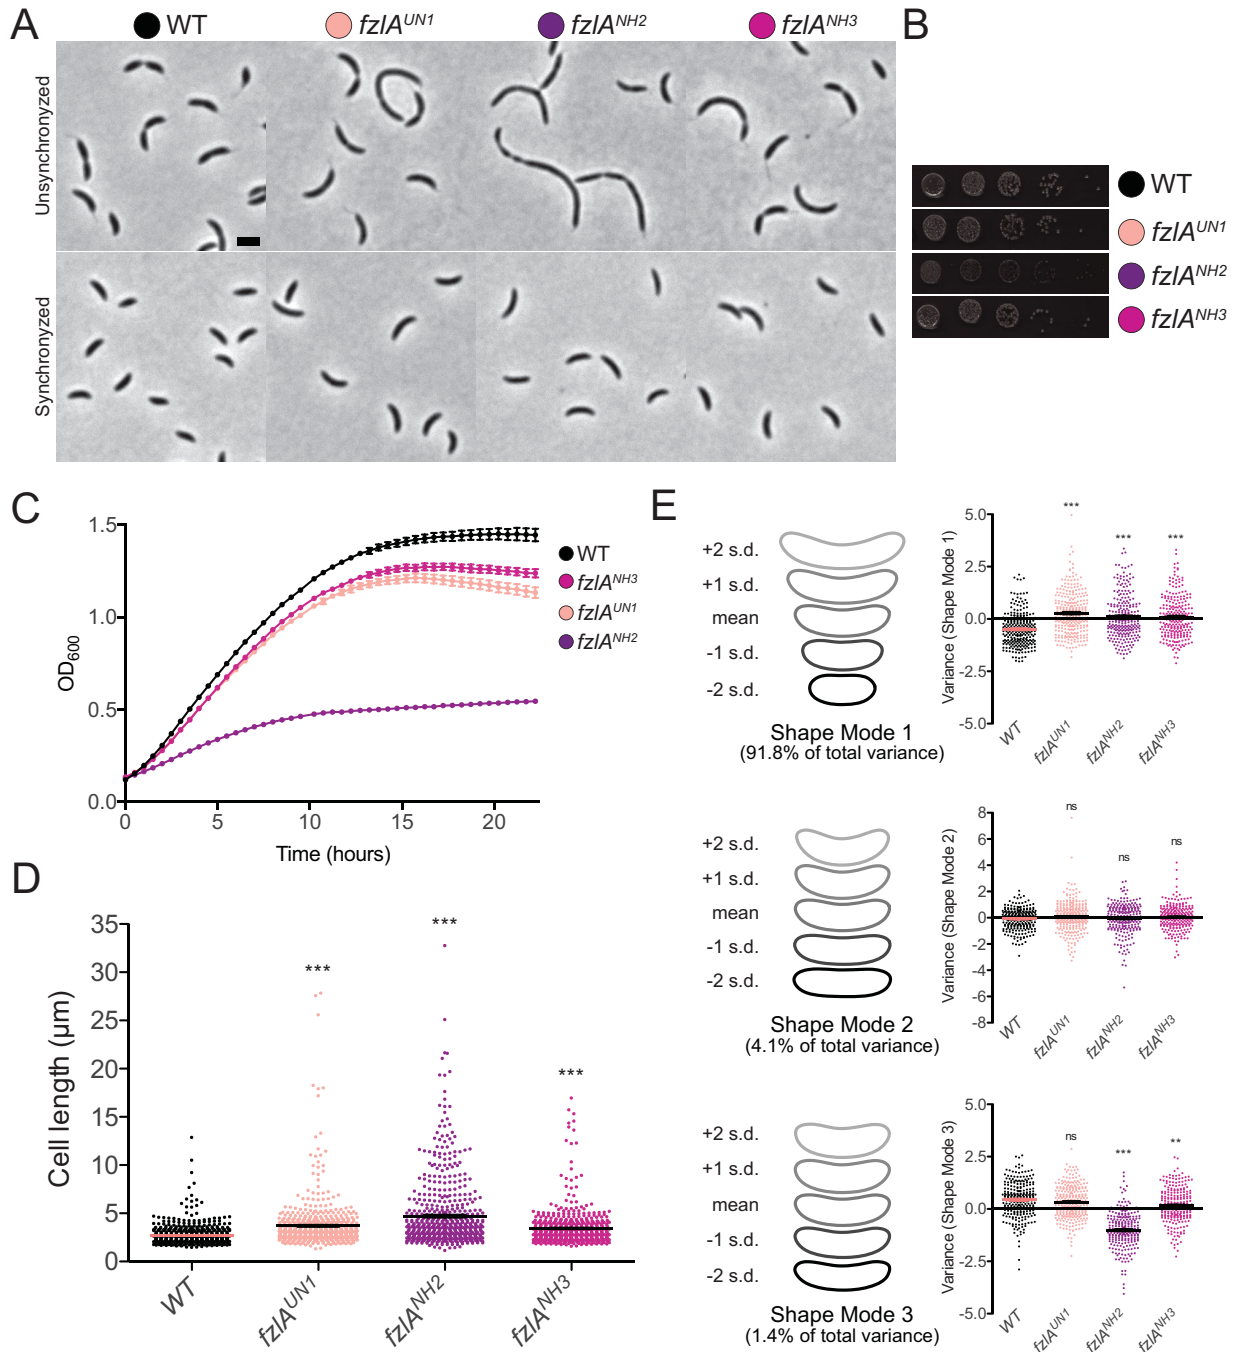 A
WT
fzlA^UN1
fzlA^NH2
fzlA^NH3
Unsynchronyzed
Synchronyzed
B
WT
fzlA^UN1
fzlA^NH2
fzlA^NH3
C
1.5
1.0
0.5
0.0
OD600
0
5
10
15
20
Time (hours)
WT
fzlA^NH3
fzlA^UN1
fzlA^NH2
D
35
30
25
20
15
10
5
0
Cell length (µm)
***
***
***
WT
fzlA^UN1
fzlA^NH2
fzlA^NH3
E
+2 s.d.
+1 s.d.
mean
-1 s.d.
-2 s.d.
Shape Mode 1
(91.8% of total variance)
Variance (Shape Mode 1)
5.0
2.5
0.0
-2.5
-5.0
***
***
***
WT
fzlA^UN1
fzlA^NH2
fzlA^NH3
+2 s.d.
+1 s.d.
mean
-1 s.d.
-2 s.d.
Shape Mode 2
(4.1% of total variance)
Variance (Shape Mode 2)
8
6
4
2
0
-2
-4
-6
-8
ns
ns
ns
WT
fzlA^UN1
fzlA^NH2
fzlA^NH3
+2 s.d.
+1 s.d.
mean
-1 s.d.
-2 s.d.
Shape Mode 3
(1.4% of total variance)
Variance (Shape Mode 3)
5.0
2.5
0.0
-2.5
-5.0
ns
***
**
WT
fzlA^UN1
fzlA^NH2
fzlA^NH3